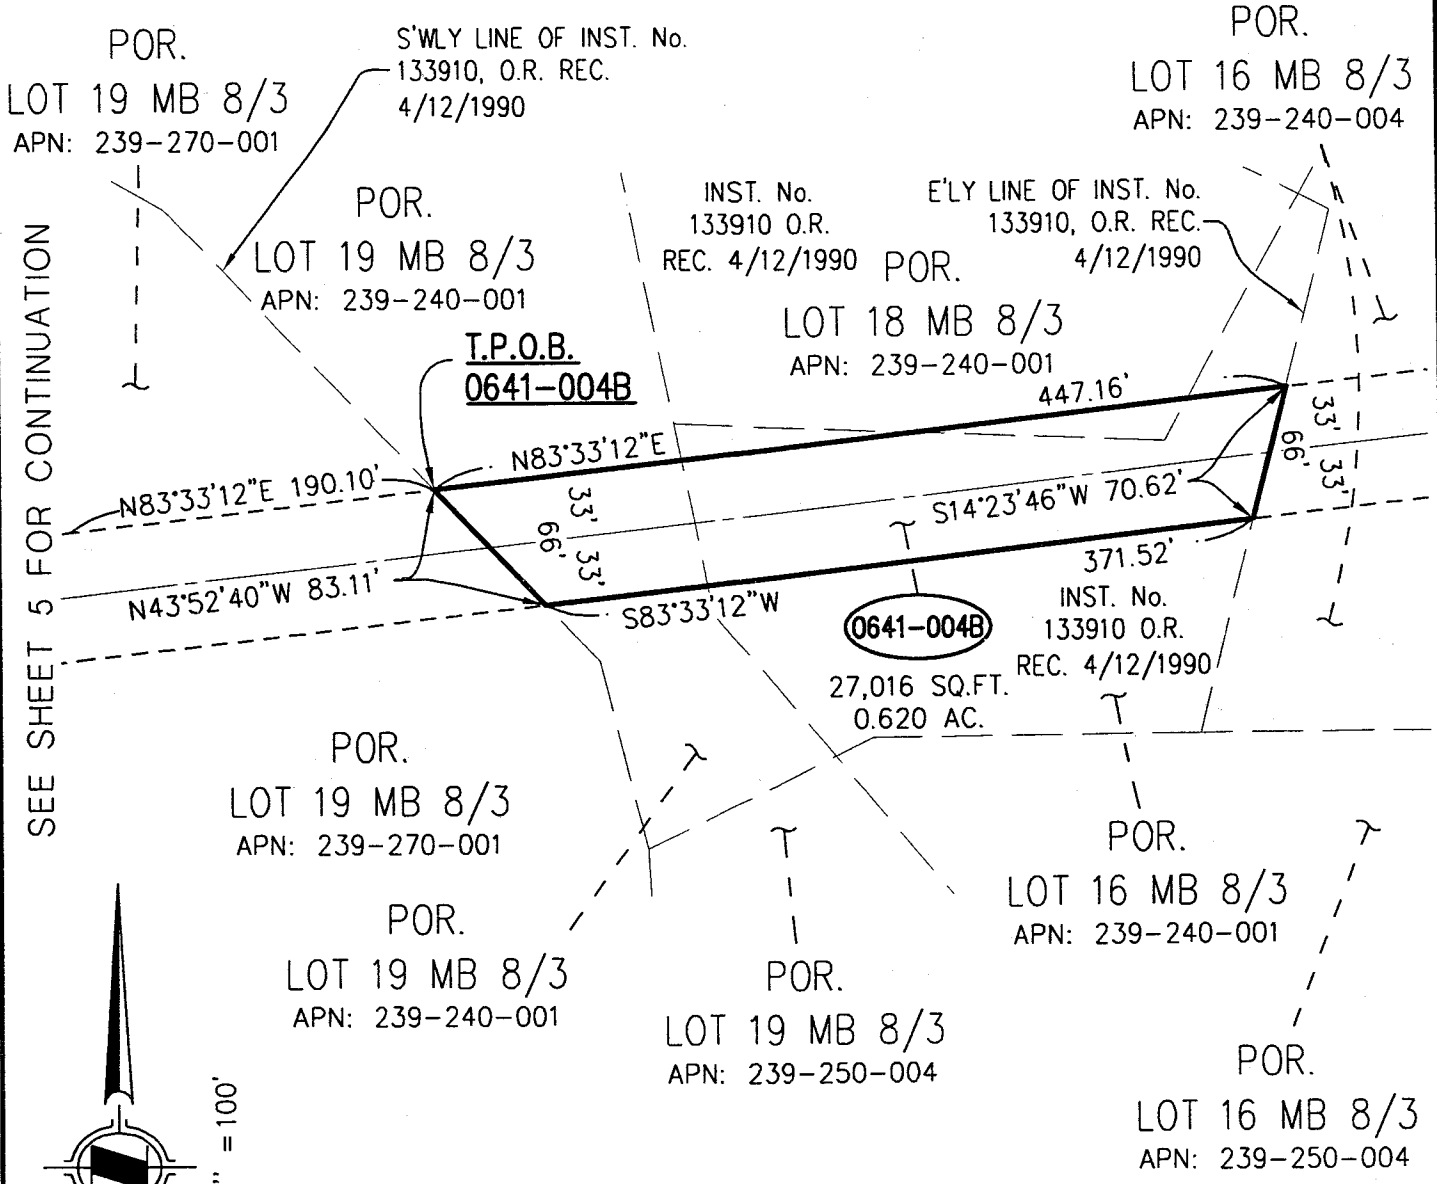 POR.
LOT 19 MB 8/3
APN: 239-270-001
S'WLY LINE OF INST. No.
133910, O.R. REC.
4/12/1990
POR.
LOT 16 MB 8/3
APN: 239-240-004
POR.
LOT 19 MB 8/3
APN: 239-240-001
INST. No.
133910 O.R.
REC. 4/12/1990
E'LY LINE OF INST. No.
133910, O.R. REC.
4/12/1990
POR.
LOT 18 MB 8/3
APN: 239-240-001
SEE SHEET 5 FOR CONTINUATION
T.P.O.B.
0641-004B
447.16'
N83°33'12"E
N83°33'12"E 190.10'
33'
66'
33'
33'
66'
33'
S14°23'46"W 70.62'
N43°52'40"W 83.11'
371.52'
S83°33'12"W
0641-004B
27,016 SQ.FT.
0.620 AC.
INST. No.
133910 O.R.
REC. 4/12/1990
POR.
LOT 19 MB 8/3
APN: 239-270-001
POR.
LOT 16 MB 8/3
APN: 239-240-001
POR.
LOT 19 MB 8/3
APN: 239-240-001
POR.
LOT 19 MB 8/3
APN: 239-250-004
POR.
LOT 16 MB 8/3
APN: 239-250-004
" = 100'